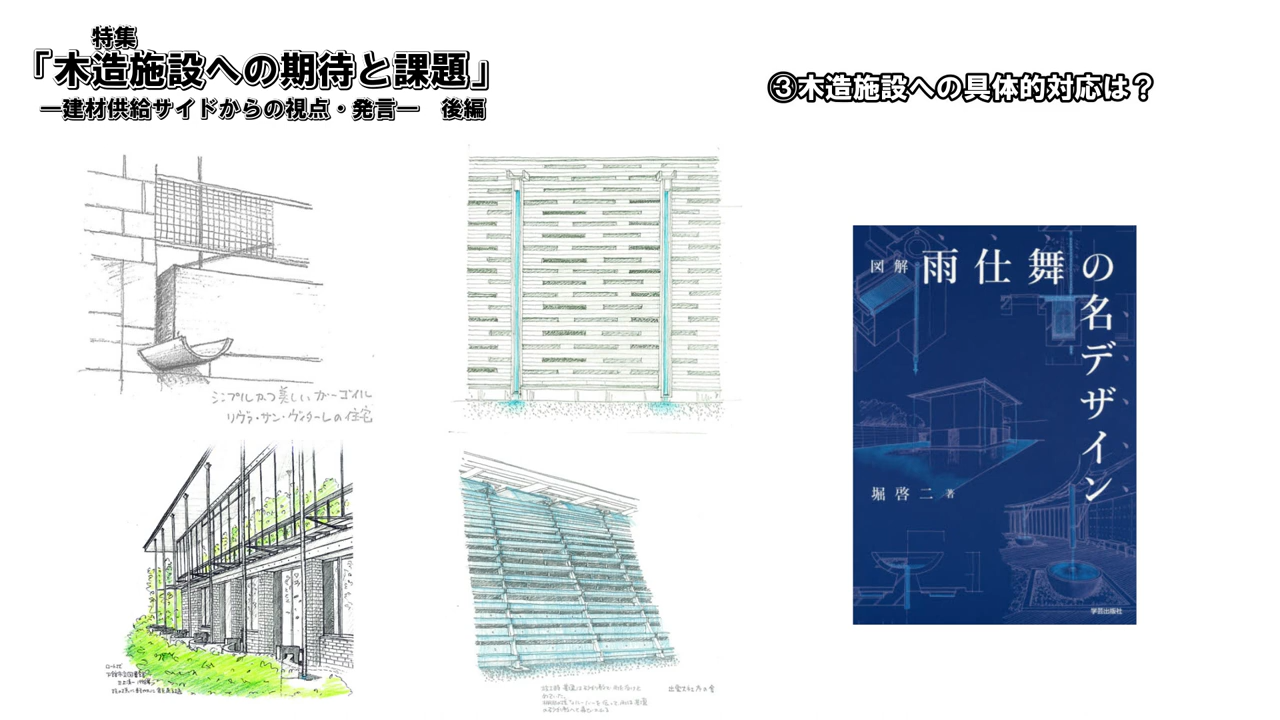 特集
「木造施設への期待と課題」
―建材供給サイドからの視点・発言―　後編
③木造施設への具体的対応は？
シンプルかつ美しいガーゴイル
リヴァ・サン・ヴィターレの住宅
図解 雨仕舞の名デザイン
堀啓二 著
学芸出版社